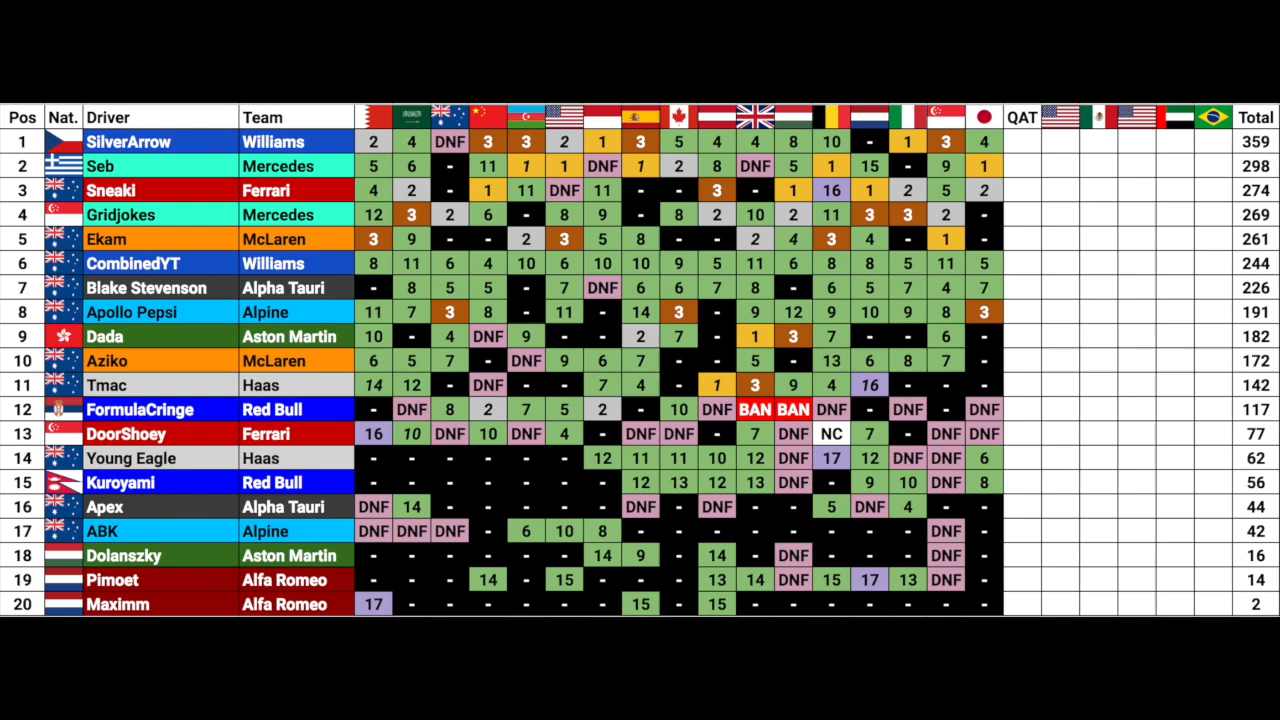 Pos Nat. Driver Team QAT Total
1 SilverArrow Williams 2 4 DNF 3 3 2 1 3 5 4 4 8 10 - 1 3 4 359
2 Seb Mercedes 5 6 - 11 1 1 DNF 1 2 8 DNF 5 1 15 - 9 1 298
3 Sneaki Ferrari 4 2 - 1 11 DNF 11 - - 3 - 1 16 1 2 5 2 274
4 Gridjokes Mercedes 12 3 2 6 - 8 9 - 8 2 10 2 11 3 3 2 - 269
5 Ekam McLaren 3 9 - - 2 3 5 8 - - 2 4 3 4 - 1 - 261
6 CombinedYT Williams 8 11 6 4 10 6 10 10 9 5 11 6 8 8 5 11 5 244
7 Blake Stevenson Alpha Tauri - 8 5 5 - 7 DNF 6 6 7 8 - 6 5 7 4 7 226
8 Apollo Pepsi Alpine 11 7 3 8 - 11 - 14 3 - 9 12 9 10 9 8 3 191
9 Dada Aston Martin 10 - 4 DNF 9 - - 2 7 - 1 3 7 - - 6 - 182
10 Aziko McLaren 6 5 7 - DNF 9 6 7 - - 5 - 13 6 8 7 - 172
11 Tmac Haas 14 12 - DNF - - 7 4 - 1 3 9 4 16 - - - 142
12 FormulaCringe Red Bull - DNF 8 2 7 5 2 - 10 DNF BAN BAN DNF - DNF - DNF 117
13 DoorShoey Ferrari 16 10 DNF 10 DNF 4 - DNF DNF - 7 DNF NC 7 - DNF DNF 77
14 Young Eagle Haas - - - - - - 12 11 11 10 12 DNF 17 12 DNF DNF 6 62
15 Kuroyami Red Bull - - - - - - - 12 13 12 13 DNF - 9 10 DNF 8 56
16 Apex Alpha Tauri DNF 14 - - - - - DNF - DNF - - 5 DNF 4 - - 44
17 ABK Alpine DNF DNF DNF - 6 10 8 - - - - - - - - DNF - 42
18 Dolanszky Aston Martin - - - - - - 14 9 - 14 - DNF - - - DNF - 16
19 Pimoet Alfa Romeo - - - 14 - 15 - - - 13 14 DNF 15 17 13 DNF - 14
20 Maximm Alfa Romeo 17 - - - - - - 15 - 15 - - - - - - - 2